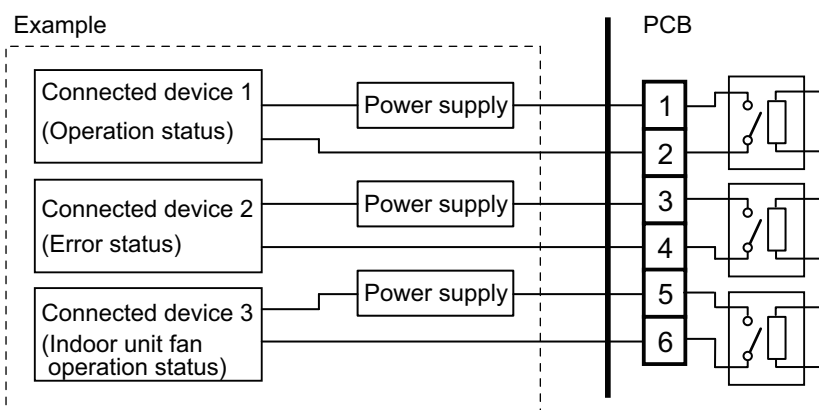 Example
PCB
Connected device 1
(Operation status)
Power supply
1
2
Connected device 2
(Error status)
Power supply
3
4
Connected device 3
(Indoor unit fan
operation status)
Power supply
5
6